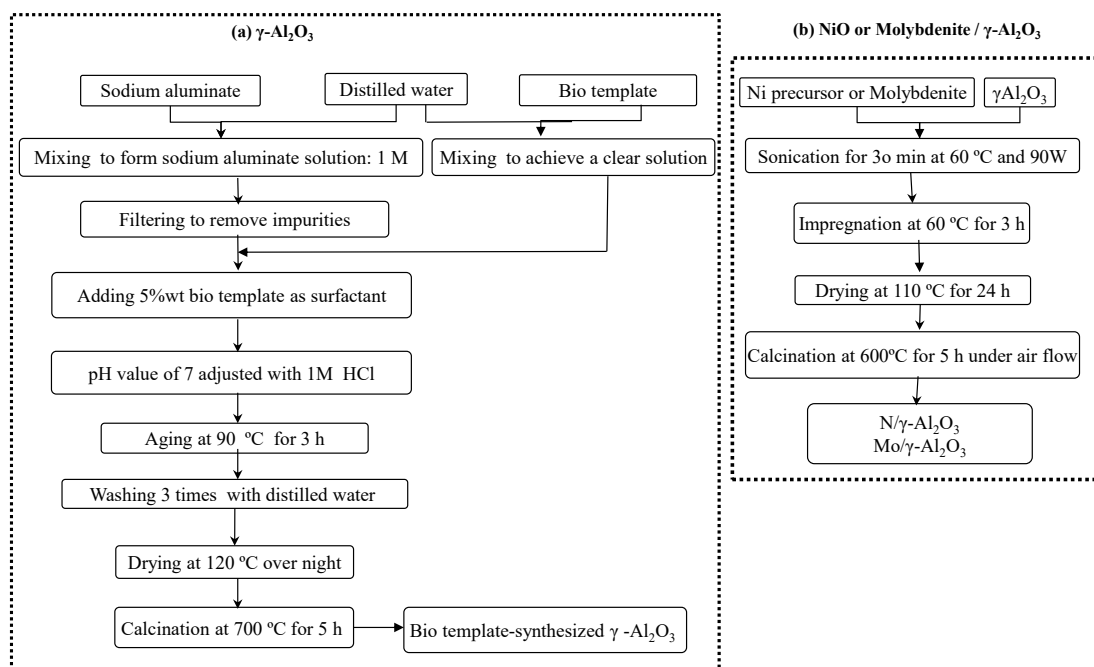 (a) γ-Al₂O₃
Sodium aluminate
Distilled water
Bio template
Mixing to form sodium aluminate solution: 1 M
Mixing to achieve a clear solution
Filtering to remove impurities
Adding 5%wt bio template as surfactant
pH value of 7 adjusted with 1M HCl
Aging at 90 ºC for 3 h
Washing 3 times with distilled water
Drying at 120 ºC over night
Calcination at 700 ºC for 5 h
Bio template-synthesized γ -Al₂O₃
(b) NiO or Molybdenite / γ-Al₂O₃
Ni precursor or Molybdenite
γAl₂O₃
Sonication for 3o min at 60 ºC and 90W
Impregnation at 60 ºC for 3 h
Drying at 110 ºC for 24 h
Calcination at 600ºC for 5 h under air flow
N/γ-Al₂O₃
Mo/γ-Al₂O₃